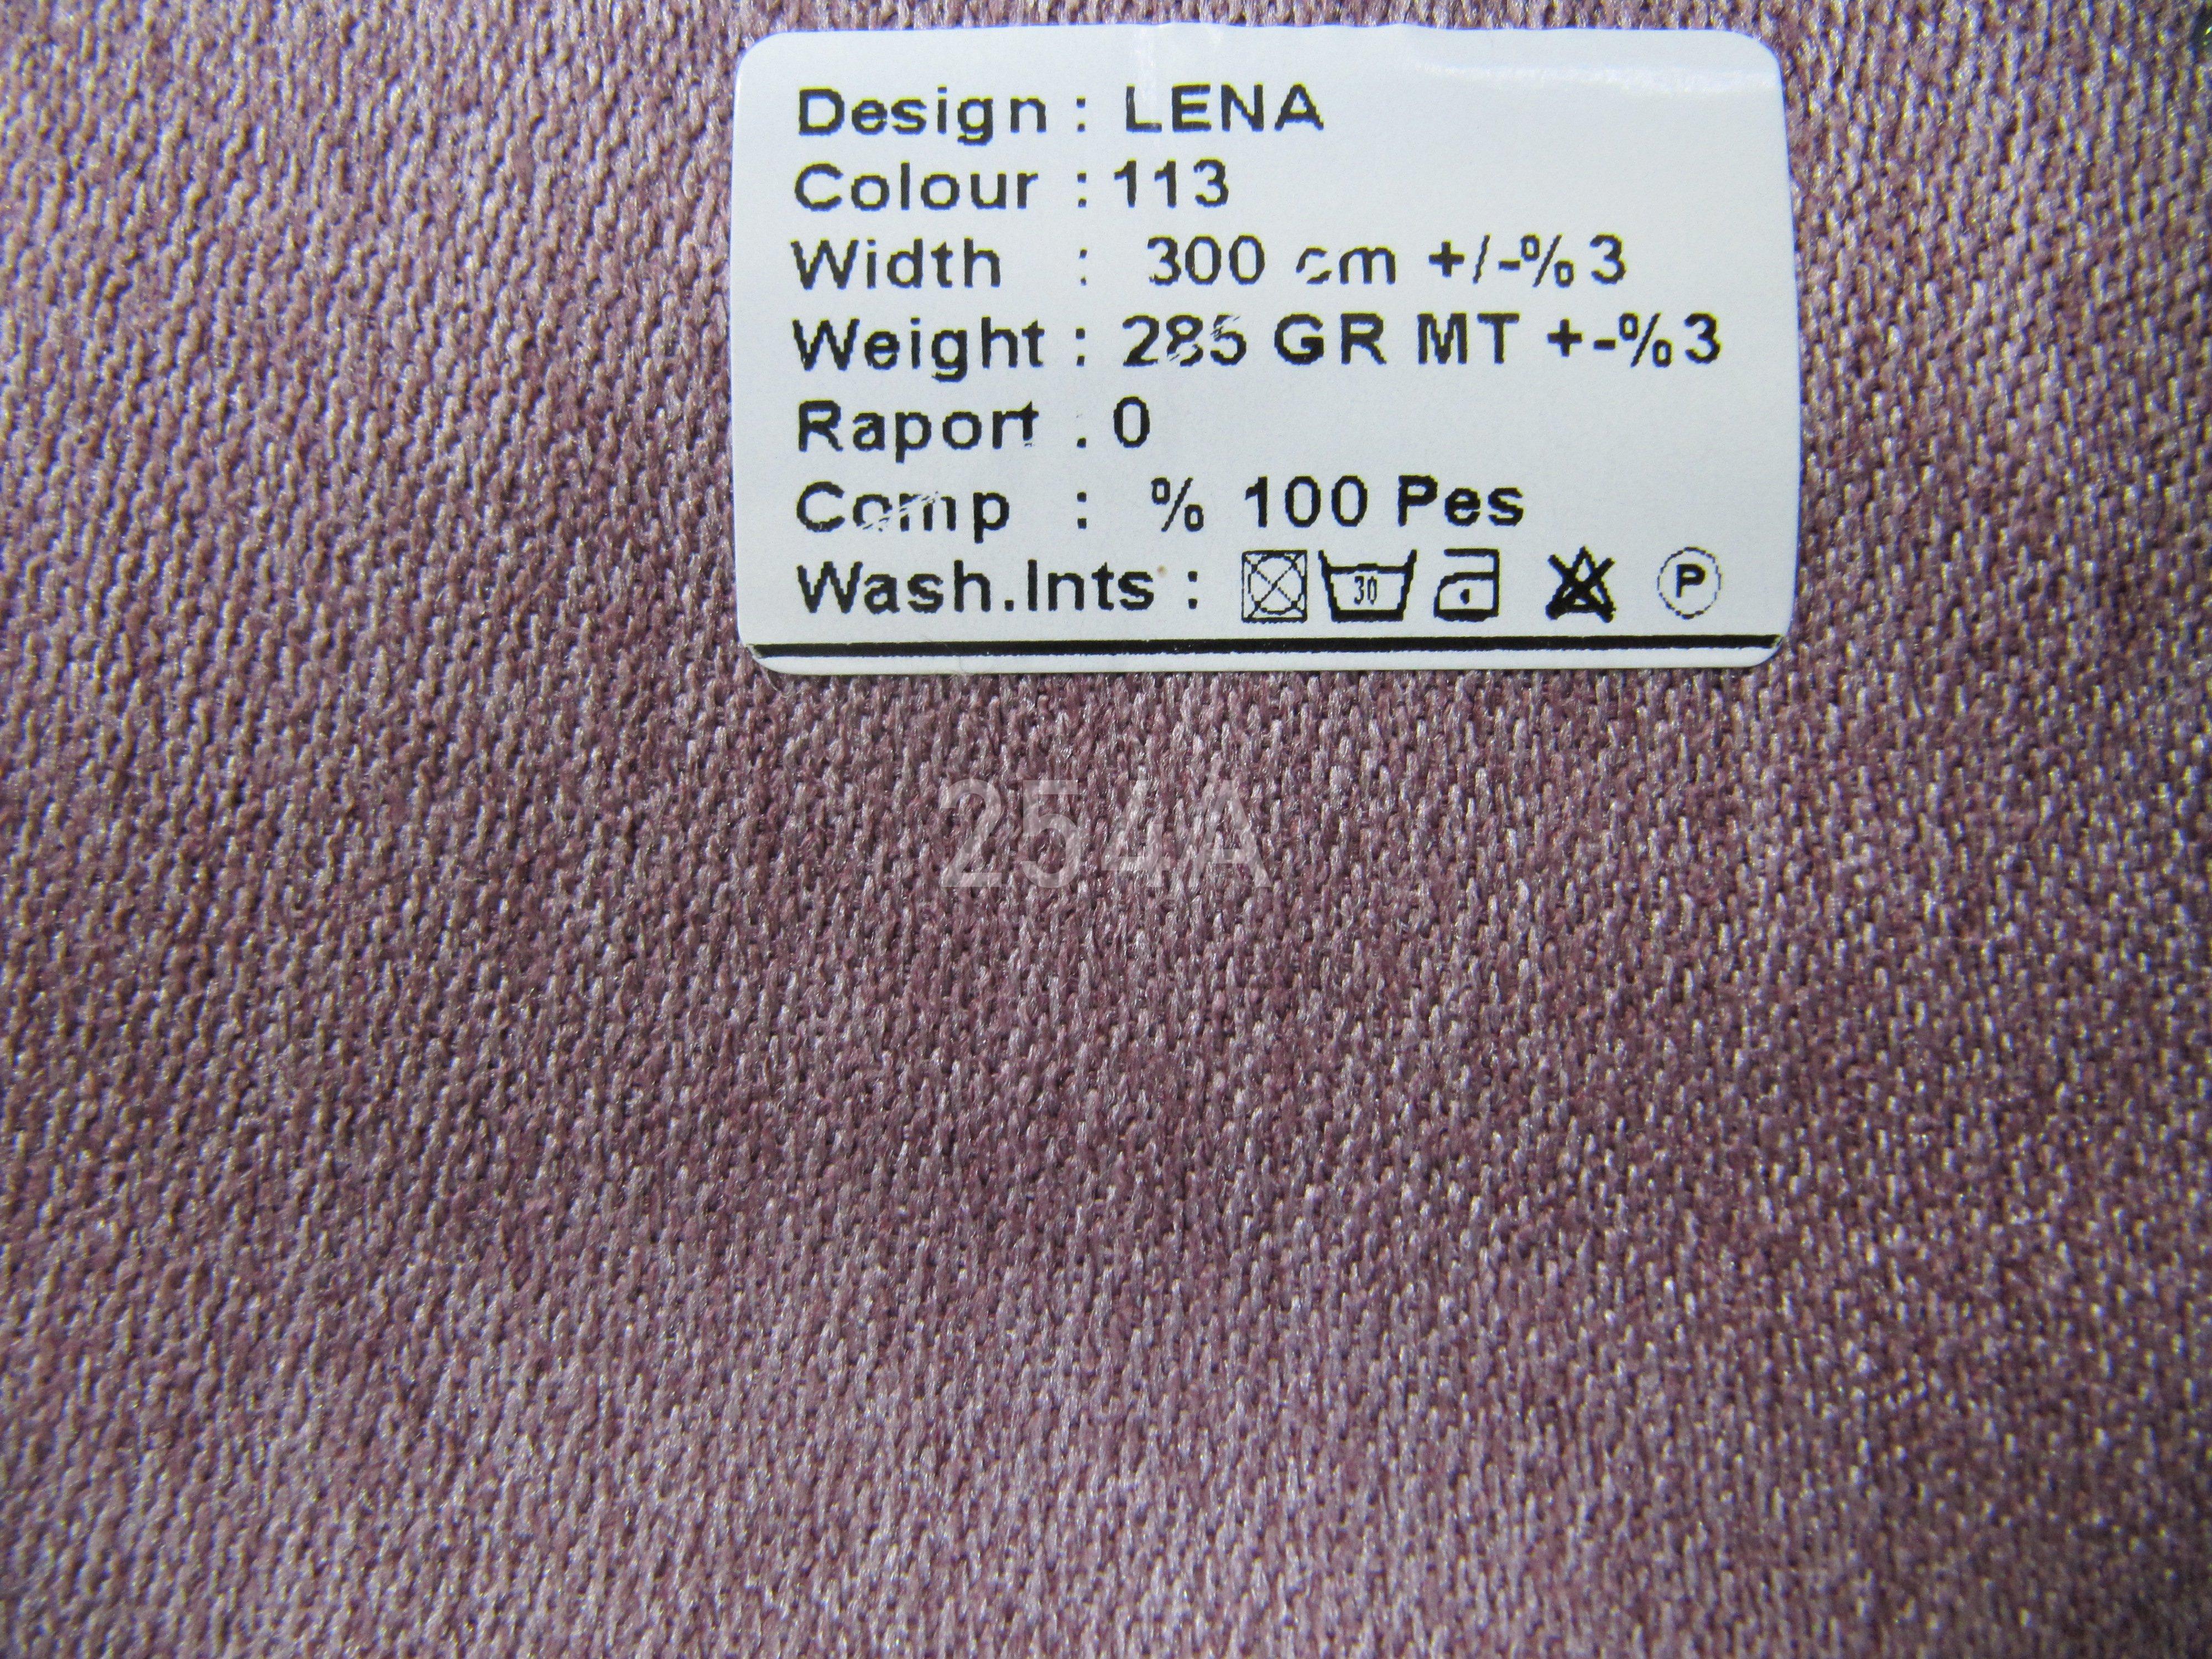 Design : LENA
Colour : 113
Width : 300 cm +/-%3
Weight : 285 GR MT +-%3
Raport . 0
Comp : % 100 Pes
Wash.Ints : 30 P
254A